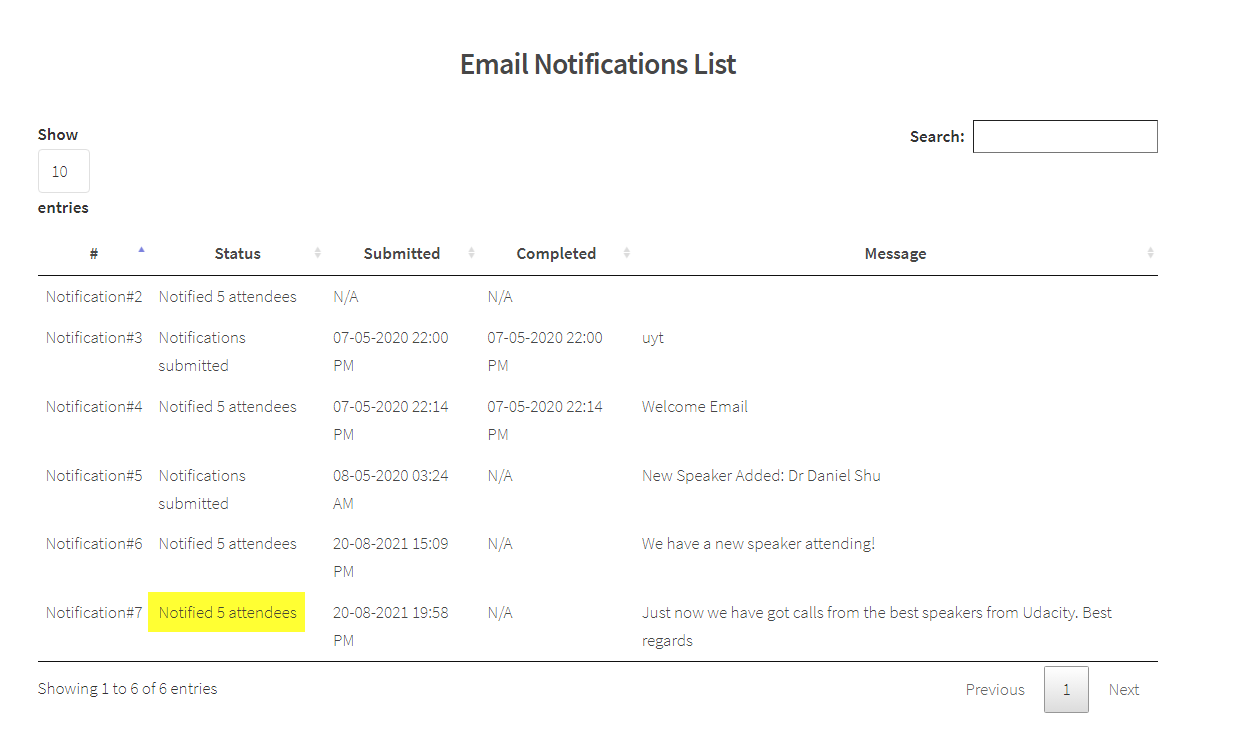 Email Notifications List
Show
Search:
10
entries
# Status Submitted Completed Message
Notification#2 Notified 5 attendees N/A N/A
Notification#3 Notifications 07-05-2020 22:00 07-05-2020 22:00 uyt
submitted PM PM
Notification#4 Notified 5 attendees 07-05-2020 22:14 07-05-2020 22:14 Welcome Email
PM PM
Notification#5 Notifications 08-05-2020 03:24 N/A New Speaker Added: Dr Daniel Shu
submitted AM
Notification#6 Notified 5 attendees 20-08-2021 15:09 N/A We have a new speaker attending!
PM
Notification#7 Notified 5 attendees 20-08-2021 19:58 N/A Just now we have got calls from the best speakers from Udacity. Best
PM regards
Showing 1 to 6 of 6 entries Previous 1 Next